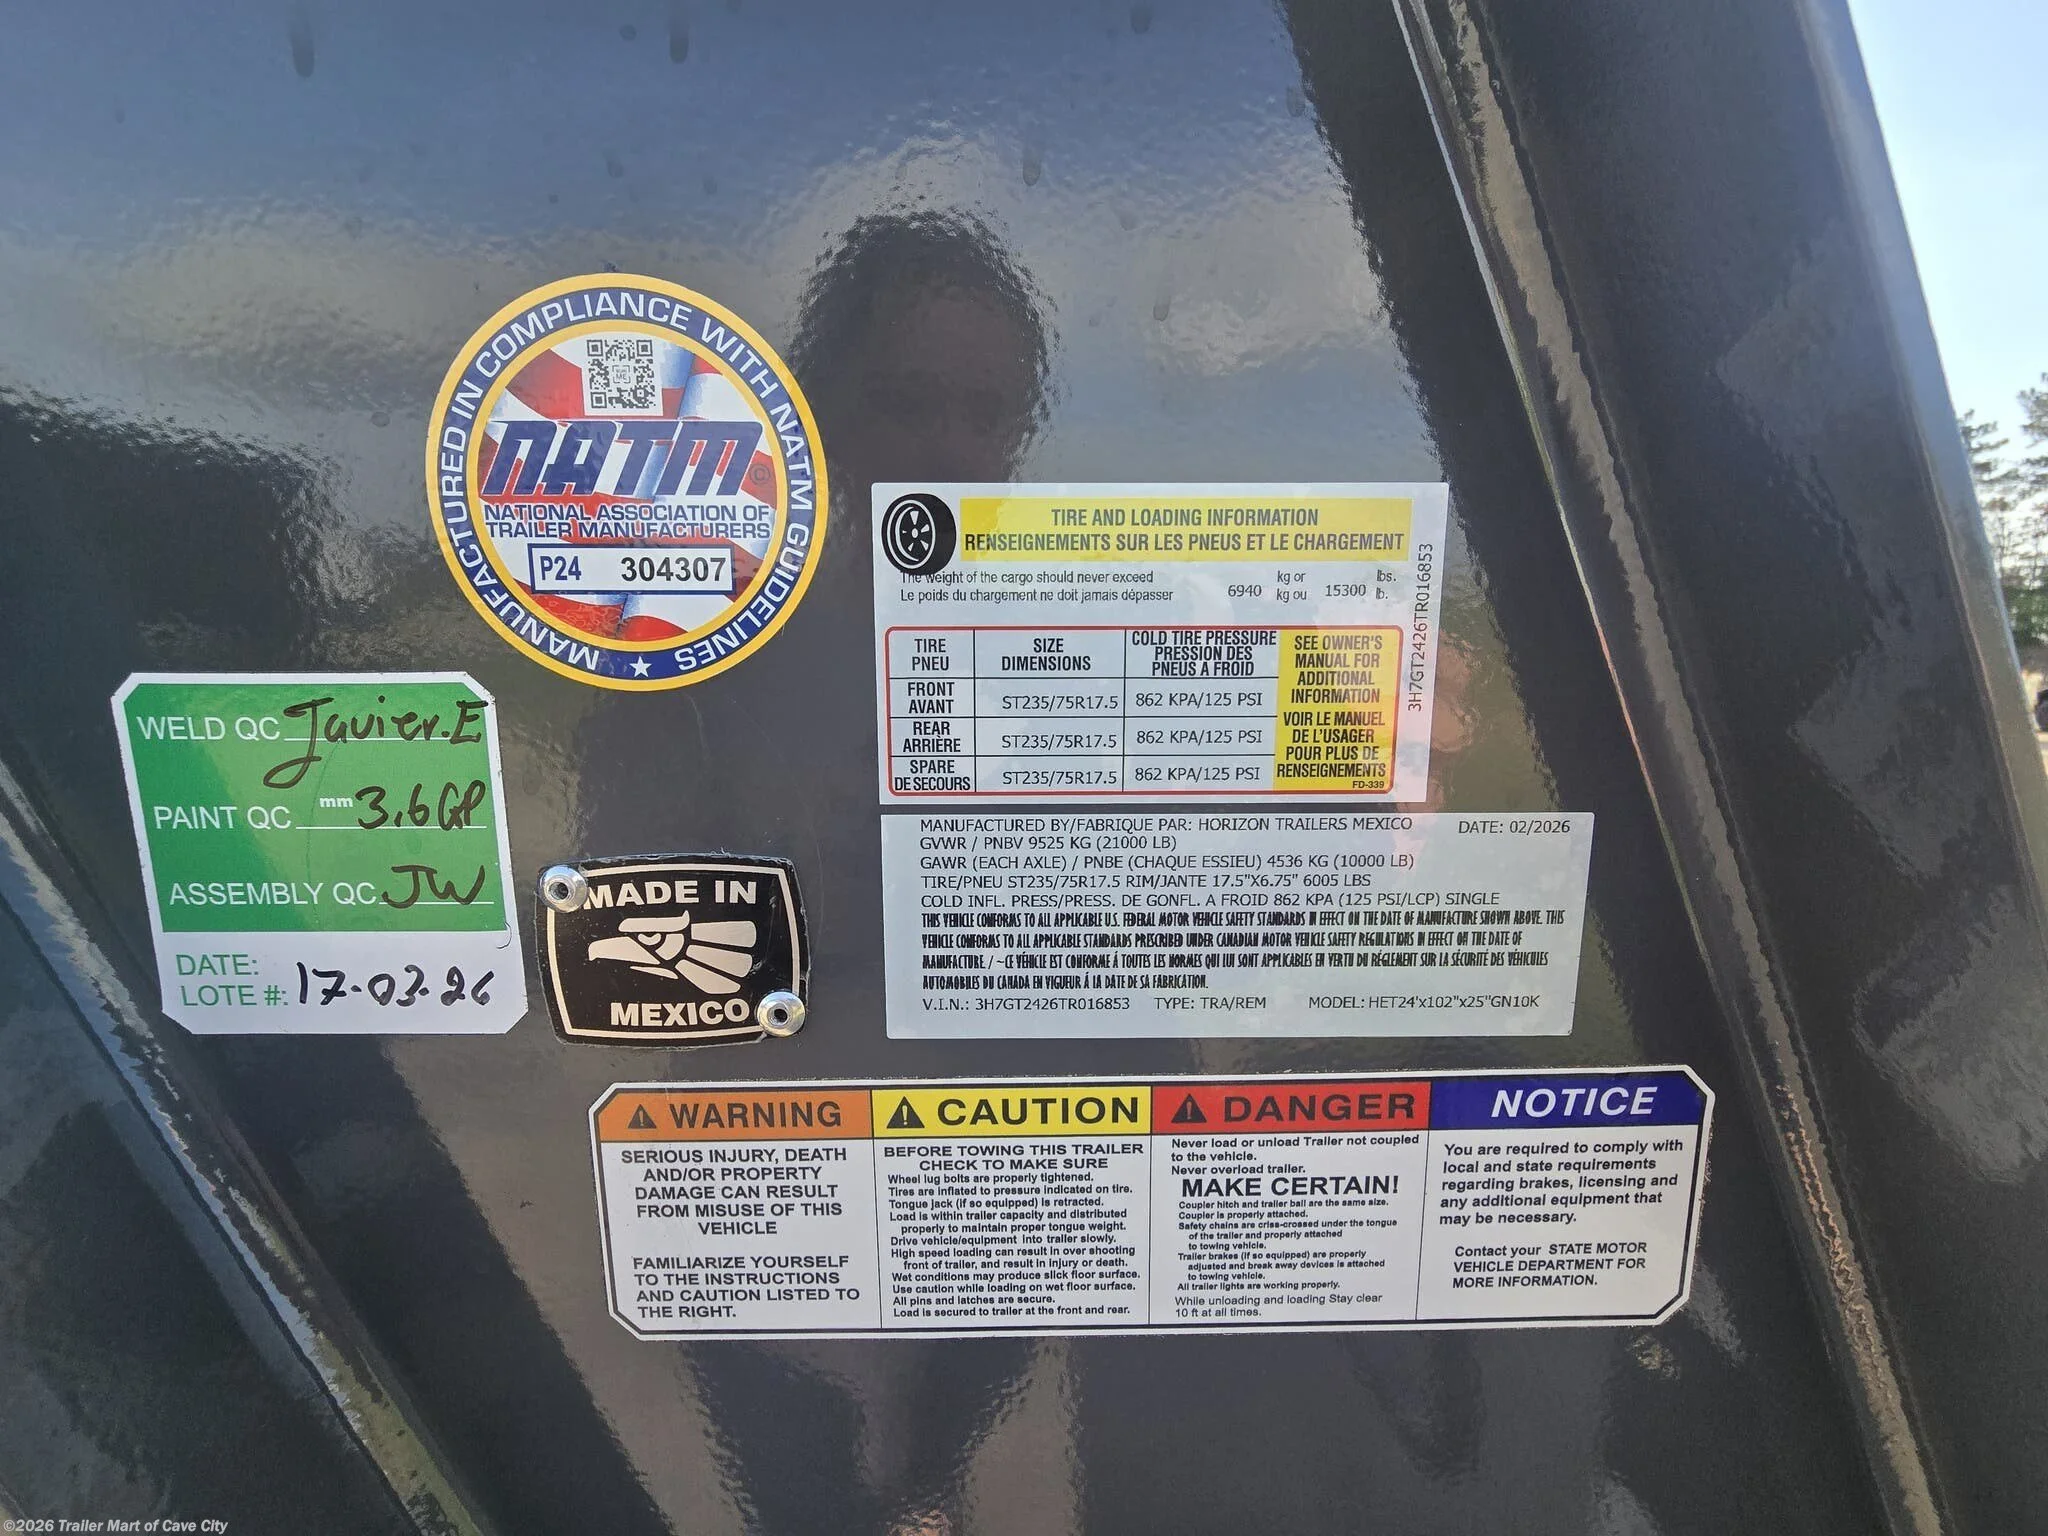 MANUFACTURED IN COMPLIANCE WITH NATM GUIDELINES
NATM ©
NATIONAL ASSOCIATION OF
TRAILER MANUFACTURERS
P24 304307
TIRE AND LOADING INFORMATION
RENSEIGNEMENTS SUR LES PNEUS ET LE CHARGEMENT
The weight of the cargo should never exceed kg or lbs.
Le poids du chargement ne doit jamais dépasser 6940 kg ou 15300 lb.
TIRE PNEU
SIZE DIMENSIONS
COLD TIRE PRESSURE PRESSION DES PNEUS A FROID
FRONT AVANT ST235/75R17.5 862 KPA/125 PSI
REAR ARRIÈRE ST235/75R17.5 862 KPA/125 PSI
SPARE DE SECOURS ST235/75R17.5 862 KPA/125 PSI
SEE OWNER'S
MANUAL FOR
ADDITIONAL
INFORMATION
VOIR LE MANUEL
DE L'USAGER
POUR PLUS DE
RENSEIGNEMENTS
FD-339
3H7GT2426TR016853
WELD QC Javier.E
PAINT QC mm 3.6 GP
ASSEMBLY QC JW
DATE:
LOTE #: 17-03-26
MADE IN
MEXICO
MANUFACTURED BY/FABRIQUE PAR: HORIZON TRAILERS MEXICO DATE: 02/2026
GVWR / PNBV 9525 KG (21000 LB)
GAWR (EACH AXLE) / PNBE (CHAQUE ESSIEU) 4536 KG (10000 LB)
TIRE/PNEU ST235/75R17.5 RIM/JANTE 17.5"X6.75" 6005 LBS
COLD INFL. PRESS/PRESS. DE GONFL. A FROID 862 KPA (125 PSI/LCP) SINGLE
THIS VEHICLE CONFORMS TO ALL APPLICABLE U.S. FEDERAL MOTOR VEHICLE SAFETY STANDARDS IN EFFECT ON THE DATE OF MANUFACTURE SHOWN ABOVE. THIS
VEHICLE CONFORMS TO ALL APPLICABLE STANDARDS PRESCRIBED UNDER CANADIAN MOTOR VEHICLE SAFETY REGULATIONS IN EFFECT ON THE DATE OF
MANUFACTURE. / ~CE VÉHICLE EST CONFORME Á TOUTES LES NORMES QUI LUI SONT APPLICABLES EN VERTU DU RÉGLEMENT SUR LA SÉCURITÉ DES VÉHICULES
AUTOMOBILES DU CANADA EN VIGUEUR Á LA DATE DE SA FABRICATION.
V.I.N.: 3H7GT2426TR016853 TYPE: TRA/REM MODEL: HET24'x102"x25"GN10K
WARNING
SERIOUS INJURY, DEATH
AND/OR PROPERTY
DAMAGE CAN RESULT
FROM MISUSE OF THIS
VEHICLE
FAMILIARIZE YOURSELF
TO THE INSTRUCTIONS
AND CAUTION LISTED TO
THE RIGHT.
CAUTION
BEFORE TOWING THIS TRAILER
CHECK TO MAKE SURE
Wheel lug bolts are properly tightened.
Tires are inflated to pressure indicated on tire.
Tongue jack (if so equipped) is retracted.
Load is within trailer capacity and distributed
properly to maintain proper tongue weight.
Drive vehicle/equipment into trailer slowly.
High speed loading can result in over shooting
front of trailer, and result in injury or death.
Wet conditions may produce slick floor surface.
Use caution while loading on wet floor surface.
All pins and latches are secure.
Load is secured to trailer at the front and rear.
DANGER
Never load or unload Trailer not coupled
to the vehicle.
Never overload trailer.
MAKE CERTAIN!
Coupler hitch and trailer ball are the same size.
Coupler is properly attached.
Safety chains are criss-crossed under the tongue
of the trailer and properly attached
to towing vehicle.
Trailer brakes (if so equipped) are properly
adjusted and break away devices is attached
to towing vehicle.
All trailer lights are working properly.
While unloading and loading Stay clear
10 ft at all times.
NOTICE
You are required to comply with
local and state requirements
regarding brakes, licensing and
any additional equipment that
may be necessary.
Contact your STATE MOTOR
VEHICLE DEPARTMENT FOR
MORE INFORMATION.
©2026 Trailer Mart of Cave City